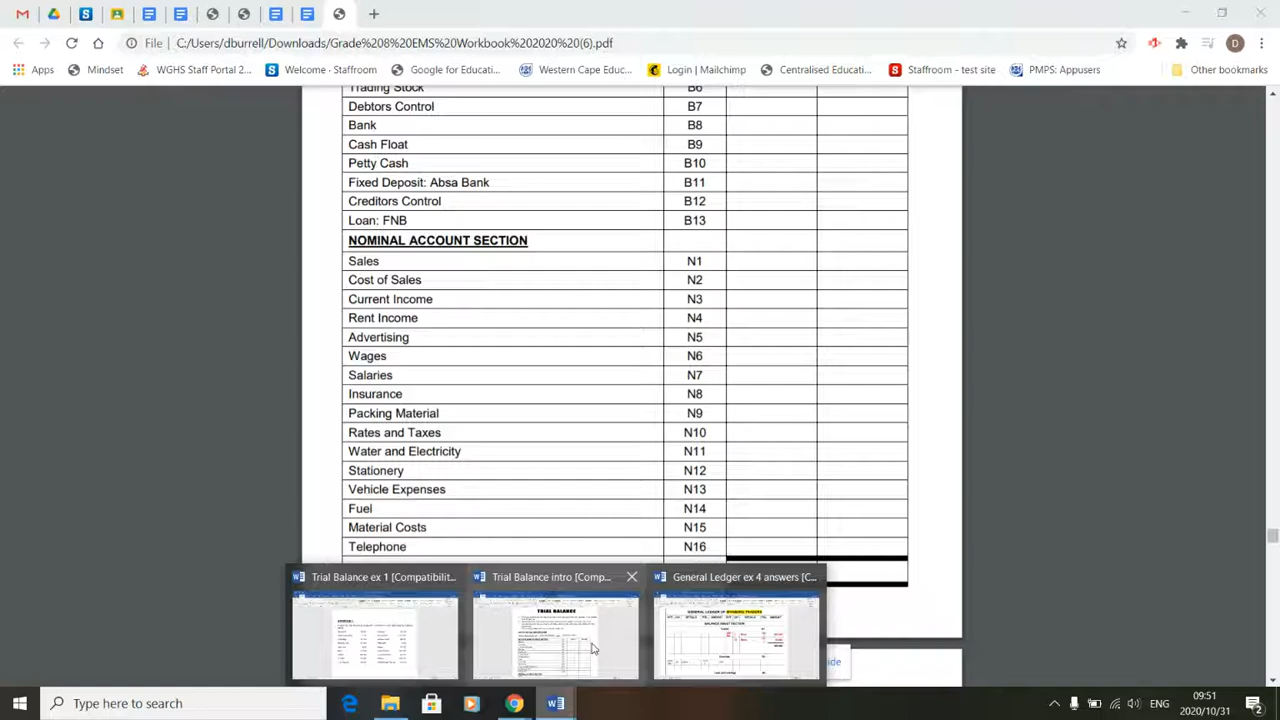 File
C:/Users/dburrell/Downloads/Grade%208%20EMS%20Workbook%202020%20(6).pdf
D
Apps
Mindset
WGHS Staff Portal 2...
Welcome - Staffroom
Google for Educati...
Western Cape Educ...
Login | Mailchimp
Centralised Educati...
Staffroom - test site
PMPS: Appusers
Other bookmarks
Trading Stock B6
Debtors Control B7
Bank B8
Cash Float B9
Petty Cash B10
Fixed Deposit: Absa Bank B11
Creditors Control B12
Loan: FNB B13
NOMINAL ACCOUNT SECTION
Sales N1
Cost of Sales N2
Current Income N3
Rent Income N4
Advertising N5
Wages N6
Salaries N7
Insurance N8
Packing Material N9
Rates and Taxes N10
Water and Electricity N11
Stationery N12
Vehicle Expenses N13
Fuel N14
Material Costs N15
Telephone N16
Trial Balance ex 1 [Compatibilit...
Trial Balance intro [Comp...
General Ledger ex 4 answers [C...
TRIAL BALANCE
Type here to search
ENG
09:51
2020/10/31
2